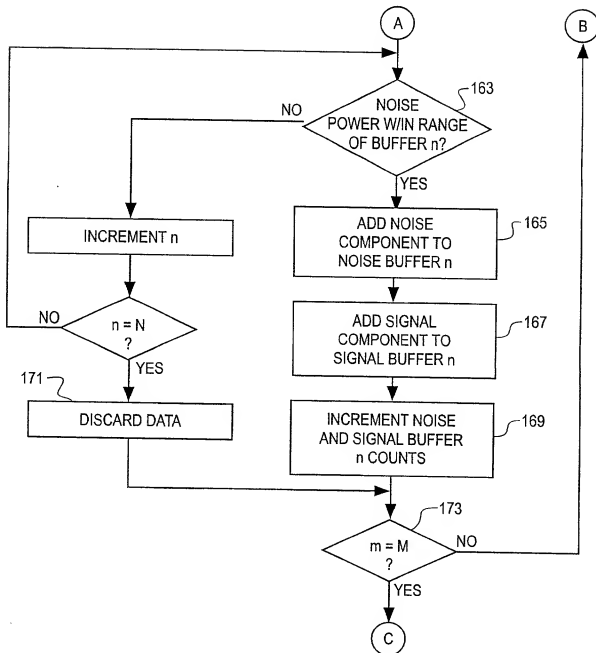 A
B
163
NOISE
POWER W/IN RANGE
OF BUFFER n?
NO
YES
INCREMENT n
ADD NOISE
COMPONENT TO
NOISE BUFFER n
165
NO
n = N
?
YES
ADD SIGNAL
COMPONENT TO
SIGNAL BUFFER n
167
171
DISCARD DATA
INCREMENT NOISE
AND SIGNAL BUFFER
n COUNTS
169
173
m = M
?
NO
YES
C